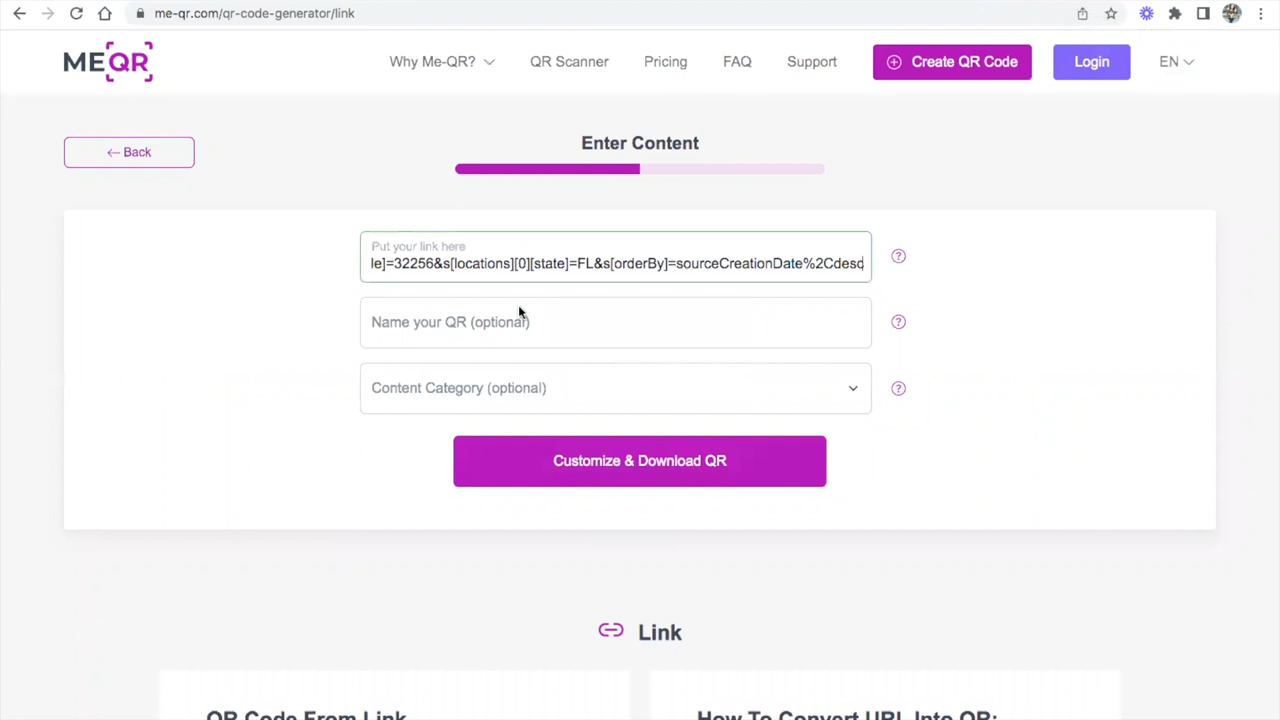 me-qr.com/qr-code-generator/link
MEQR
Why Me-QR?
QR Scanner
Pricing
FAQ
Support
Create QR Code
Login
EN
← Back
Enter Content
Put your link here
le]=32256&s[locations][0][state]=FL&s[orderBy]=sourceCreationDate%2Cdesc
?
Name your QR (optional)
?
Content Category (optional)
?
Customize & Download QR
Link
QR Code From Link
How To Convert URL Into QR: